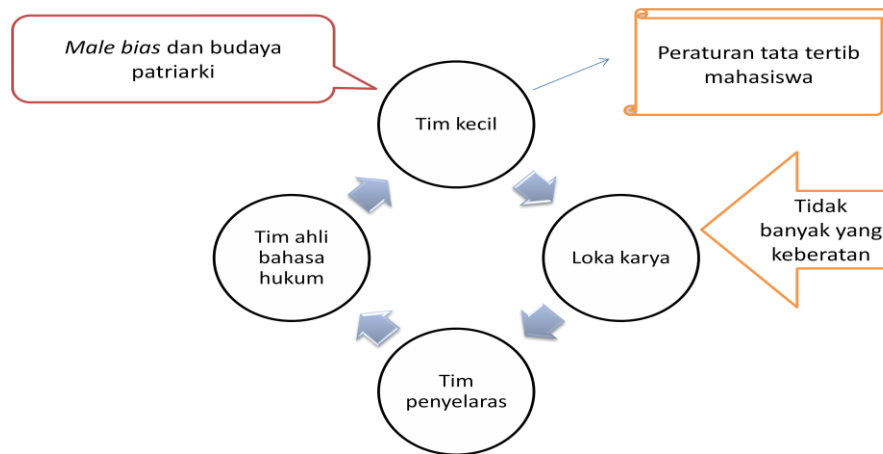 Male bias dan budaya
patriarki
Peraturan tata tertib
mahasiswa
Tim kecil
Tidak
banyak yang
keberatan
Tim ahli
bahasa
hukum
Loka karya
Tim
penyelaras